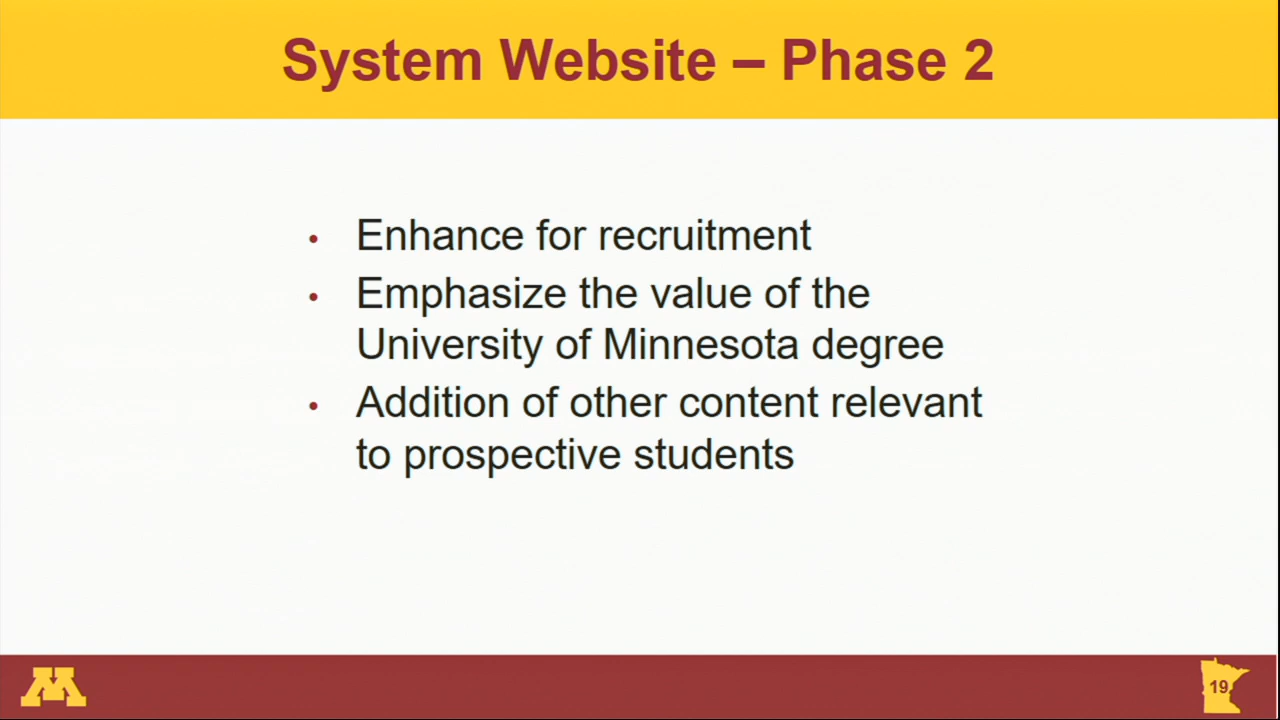 System Website – Phase 2
• Enhance for recruitment
• Emphasize the value of the
University of Minnesota degree
• Addition of other content relevant
to prospective students
M
19